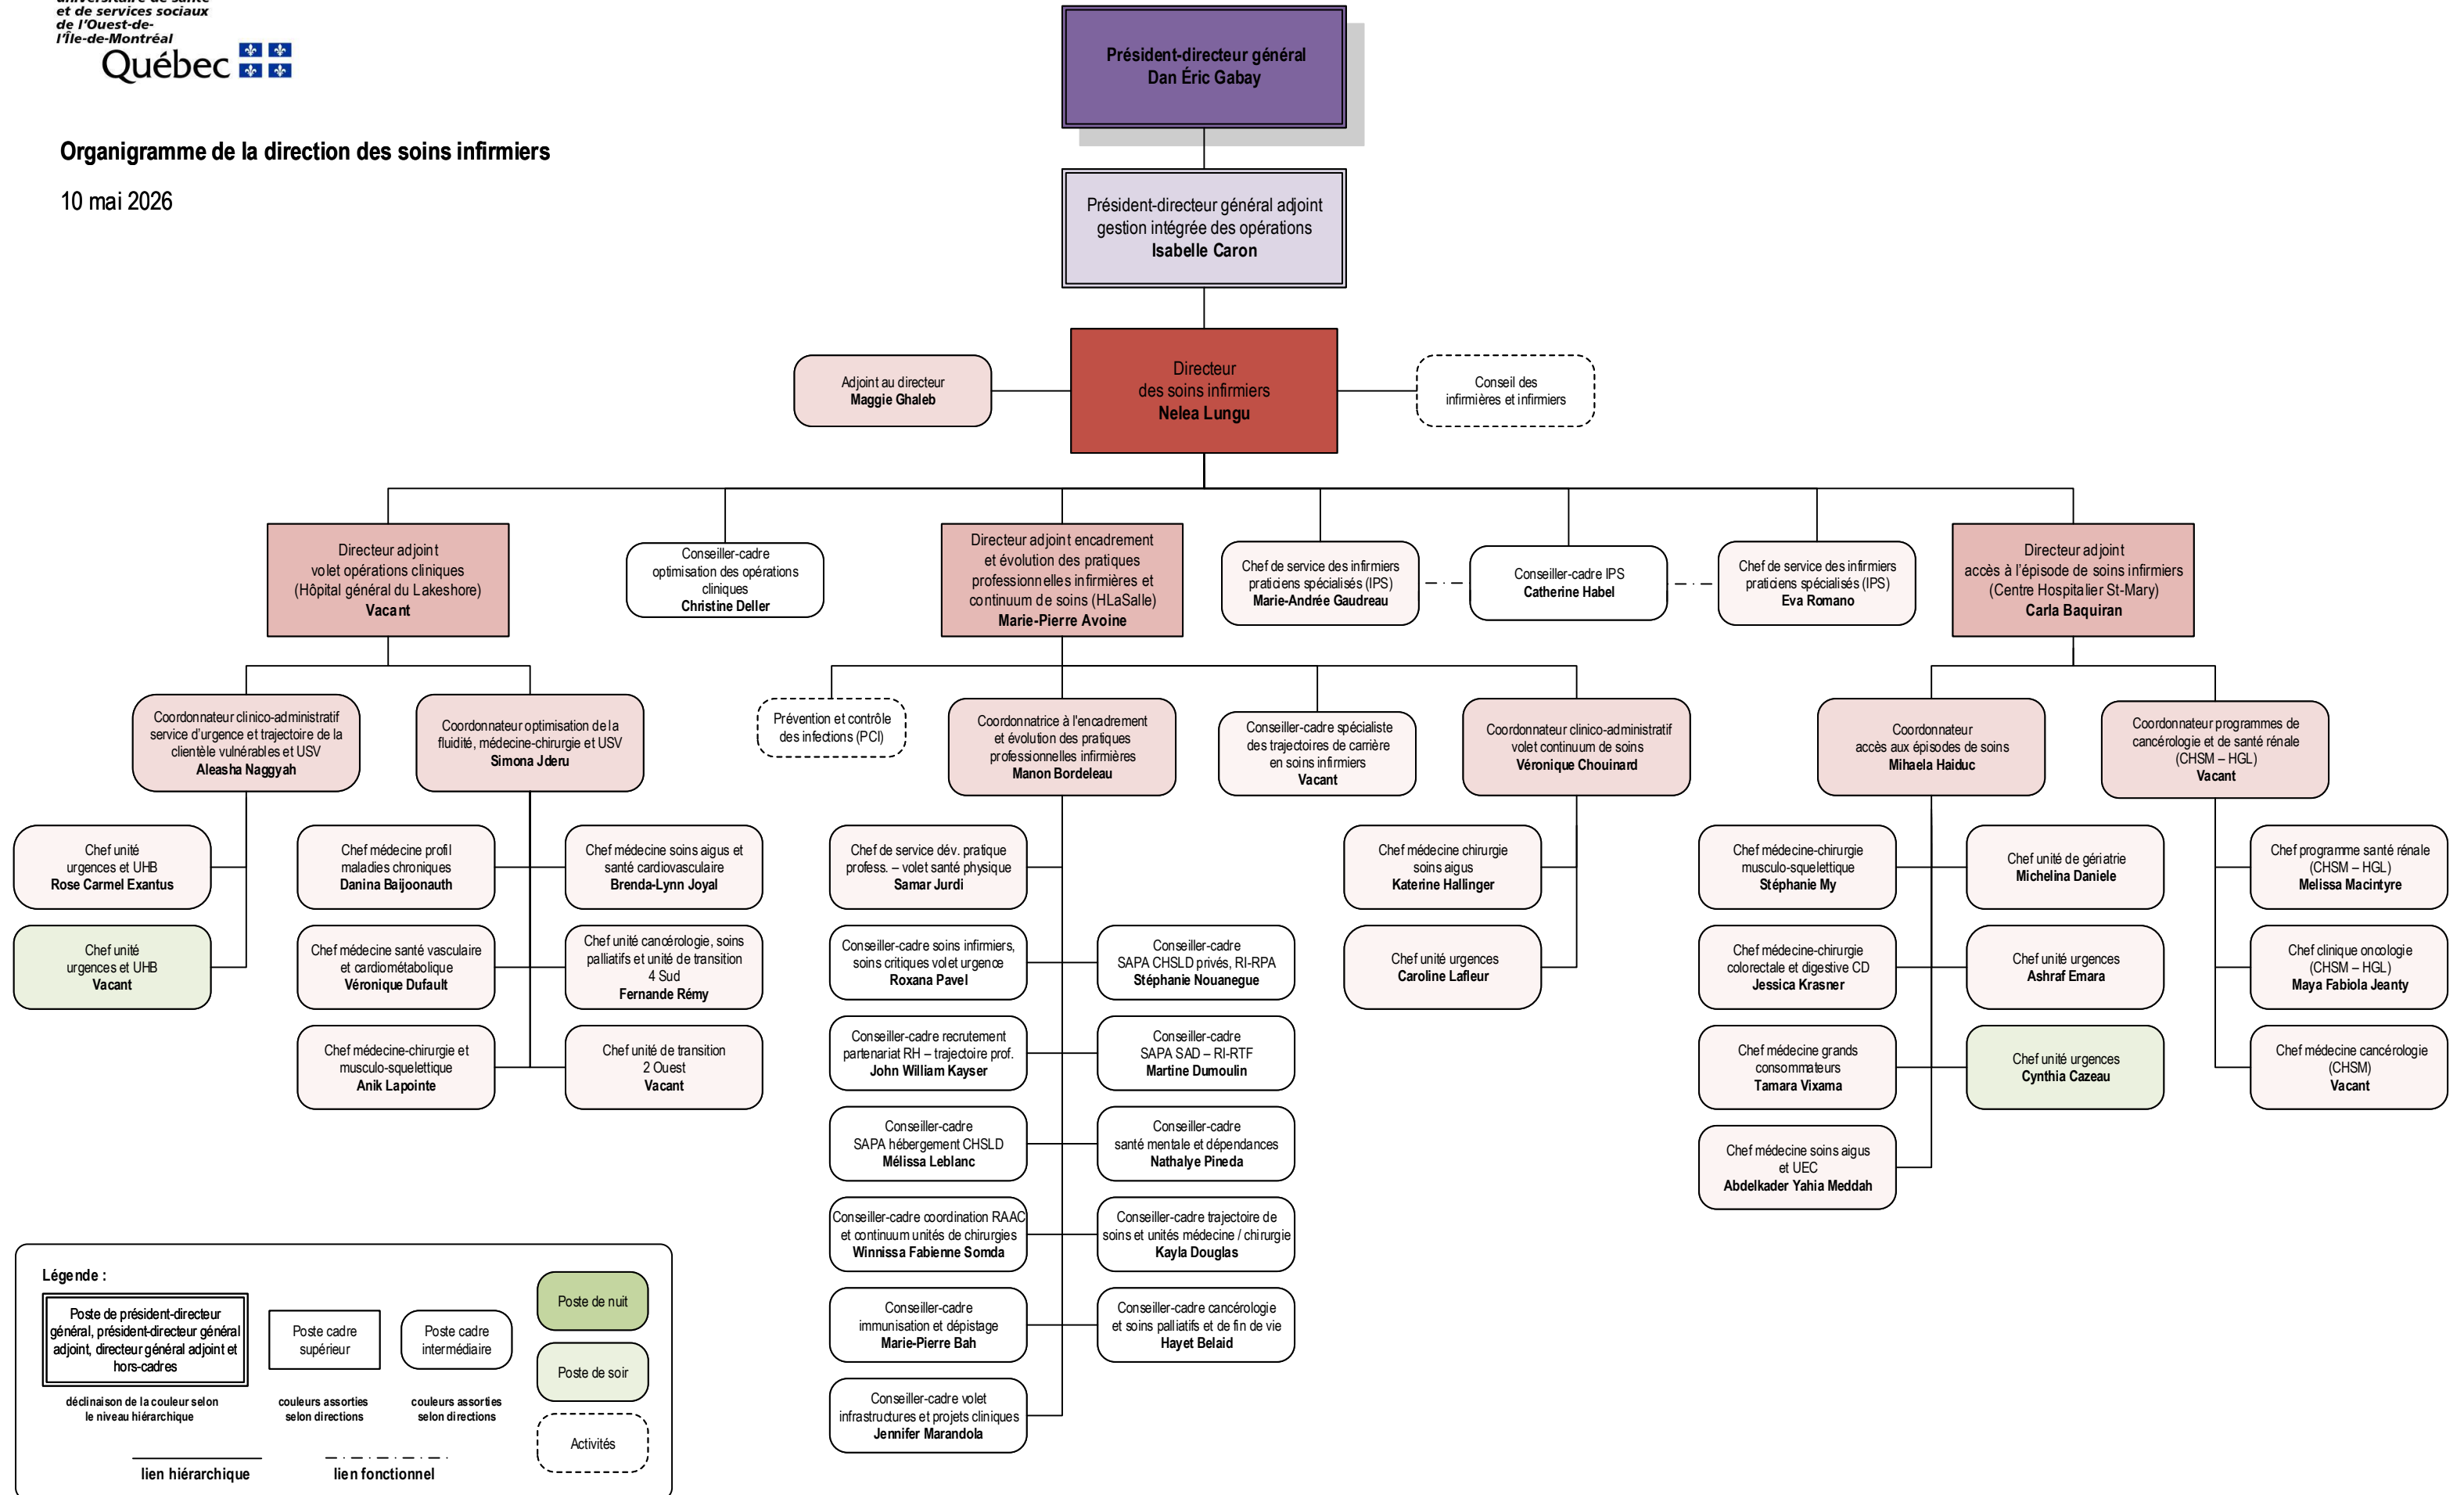 universitaire de santé
et de services sociaux
de l'Ouest-de-
l'Île-de-Montréal
Québec
Organigramme de la direction des soins infirmiers
10 mai 2026
Président-directeur général
Dan Éric Gabay
Président-directeur général adjoint
gestion intégrée des opérations
Isabelle Caron
Adjoint au directeur
Maggie Ghaleb
Directeur
des soins infirmiers
Nelea Lungu
Conseil des
infirmières et infirmiers
Directeur adjoint
volet opérations cliniques
(Hôpital général du Lakeshore)
Vacant
Conseiller-cadre
optimisation des opérations
cliniques
Christine Deller
Directeur adjoint encadrement
et évolution des pratiques
professionnelles infirmières et
continuum de soins (HLaSalle)
Marie-Pierre Avoine
Chef de service des infirmiers
praticiens spécialisés (IPS)
Marie-Andrée Gaudreau
Conseiller-cadre IPS
Catherine Habel
Chef de service des infirmiers
praticiens spécialisés (IPS)
Eva Romano
Directeur adjoint
accès à l'épisode de soins infirmiers
(Centre Hospitalier St-Mary)
Carla Baquiran
Coordonnateur clinico-administratif
service d'urgence et trajectoire de la
clientèle vulnérables et USV
Aleasha Naggyah
Coordonnateur optimisation de la
fluidité, médecine-chirurgie et USV
Simona Jderu
Prévention et contrôle
des infections (PCI)
Coordonnatrice à l'encadrement
et évolution des pratiques
professionnelles infirmières
Manon Bordeleau
Conseiller-cadre spécialiste
des trajectoires de carrière
en soins infirmiers
Vacant
Coordonnateur clinico-administratif
volet continuum de soins
Véronique Chouinard
Coordonnateur
accès aux épisodes de soins
Mihaela Haiduc
Coordonnateur programmes de
cancérologie et de santé rénale
(CHSM – HGL)
Vacant
Chef unité
urgences et UHB
Rose Carmel Exantus
Chef unité
urgences et UHB
Vacant
Chef médecine profil
maladies chroniques
Danina Baijoonauth
Chef médecine soins aigus et
santé cardiovasculaire
Brenda-Lynn Joyal
Chef médecine santé vasculaire
et cardiométabolique
Véronique Dufault
Chef unité cancérologie, soins
palliatifs et unité de transition
4 Sud
Fernande Rémy
Chef médecine-chirurgie et
musculo-squelettique
Anik Lapointe
Chef unité de transition
2 Ouest
Vacant
Chef de service dév. pratique
profess. – volet santé physique
Samar Jurdi
Conseiller-cadre soins infirmiers,
soins critiques volet urgence
Roxana Pavel
Conseiller-cadre
SAPA CHSLD privés, RI-RPA
Stéphanie Nouanegue
Conseiller-cadre recrutement
partenariat RH – trajectoire prof.
John William Kayser
Conseiller-cadre
SAPA SAD – RI-RTF
Martine Dumoulin
Conseiller-cadre
SAPA hébergement CHSLD
Mélissa Leblanc
Conseiller-cadre
santé mentale et dépendances
Nathalye Pineda
Conseiller-cadre coordination RAAC
et continuum unités de chirurgies
Winnissa Fabienne Somda
Conseiller-cadre trajectoire de
soins et unités médecine / chirurgie
Kayla Douglas
Conseiller-cadre
immunisation et dépistage
Marie-Pierre Bah
Conseiller-cadre cancérologie
et soins palliatifs et de fin de vie
Hayet Belaid
Conseiller-cadre volet
infrastructures et projets cliniques
Jennifer Marandola
Chef médecine chirurgie
soins aigus
Katerine Hallinger
Chef unité urgences
Caroline Lafleur
Chef médecine-chirurgie
musculo-squelettique
Stéphanie My
Chef unité de gériatrie
Michelina Daniele
Chef médecine-chirurgie
colorectale et digestive CD
Jessica Krasner
Chef unité urgences
Ashraf Emara
Chef médecine grands
consommateurs
Tamara Vixama
Chef unité urgences
Cynthia Cazeau
Chef médecine soins aigus
et UEC
Abdelkader Yahia Meddah
Chef programme santé rénale
(CHSM – HGL)
Melissa Macintyre
Chef clinique oncologie
(CHSM – HGL)
Maya Fabiola Jeanty
Chef médecine cancérologie
(CHSM)
Vacant
Légende :
Poste de président-directeur
général, président-directeur général
adjoint, directeur général adjoint et
hors-cadres
déclinaison de la couleur selon
le niveau hiérarchique
Poste cadre
supérieur
couleurs assorties
selon directions
Poste cadre
intermédiaire
couleurs assorties
selon directions
Poste de nuit
Poste de soir
Activités
lien hiérarchique
lien fonctionnel